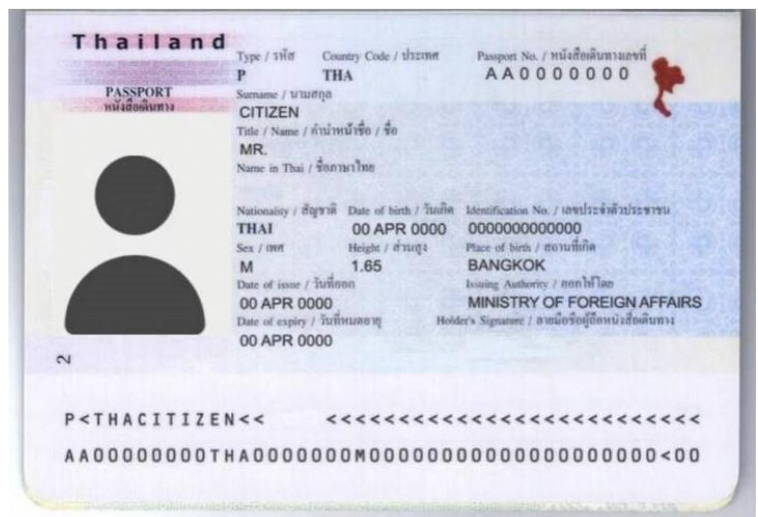 Thailand
PASSPORT
หนังสือเดินทาง
Type / รหัส Country Code / ประเทศ Passport No. / หนังสือเดินทางเลขที่
P THA AA0000000
Surname / นามสกุล
CITIZEN
Title / Name / คำนำหน้าชื่อ / ชื่อ
MR.
Name in Thai / ชื่อภาษาไทย
Nationality / สัญชาติ Date of birth / วันเกิด Identification No. / เลขประจำตัวประชาชน
THAI 00 APR 0000 0000000000000
Sex / เพศ Height / ส่วนสูง Place of birth / สถานที่เกิด
M 1.65 BANGKOK
Date of issue / วันที่ออก Issuing Authority / ออกให้โดย
00 APR 0000 MINISTRY OF FOREIGN AFFAIRS
Date of expiry / วันที่หมดอายุ Holder's Signature / ลายมือชื่อผู้ถือหนังสือเดินทาง
00 APR 0000
2
P<THACITIZEN<< <<<<<<<<<<<<<<<<<<<<<<<<<<
AA00000000THA0000000M00000000000000000000000<00